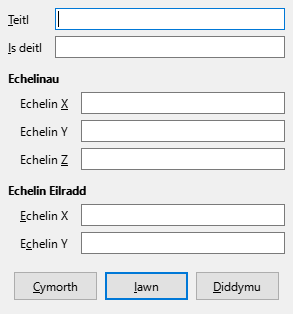 Teitl
Is deitl
Echelinau
Echelin X
Echelin Y
Echelin Z
Echelin Eilradd
Echelin X
Echelin Y
Cymorth Iawn Diddymu